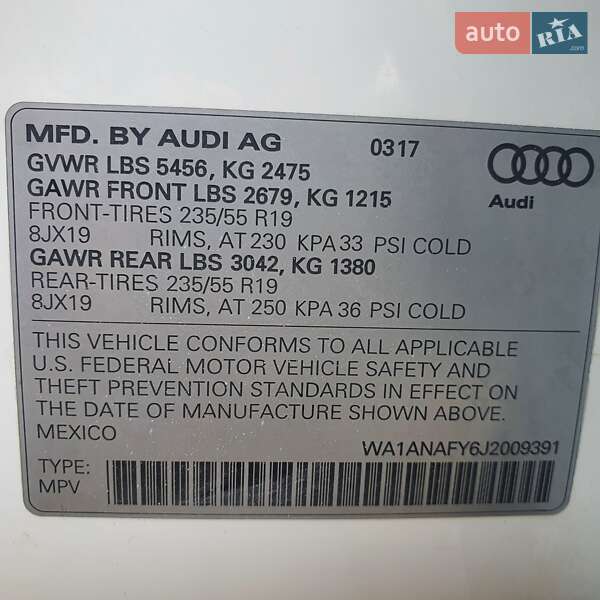 auto RIA .com
MFD. BY AUDI AG 0317
GVWR LBS 5456, KG 2475
GAWR FRONT LBS 2679, KG 1215
Audi
FRONT-TIRES 235/55 R19
8JX19 RIMS, AT 230 KPA 33 PSI COLD
GAWR REAR LBS 3042, KG 1380
REAR-TIRES 235/55 R19
8JX19 RIMS, AT 250 KPA 36 PSI COLD
THIS VEHICLE CONFORMS TO ALL APPLICABLE
U.S. FEDERAL MOTOR VEHICLE SAFETY AND
THEFT PREVENTION STANDARDS IN EFFECT ON
THE DATE OF MANUFACTURE SHOWN ABOVE.
MEXICO WA1ANAFY6J2009391
TYPE:
MPV